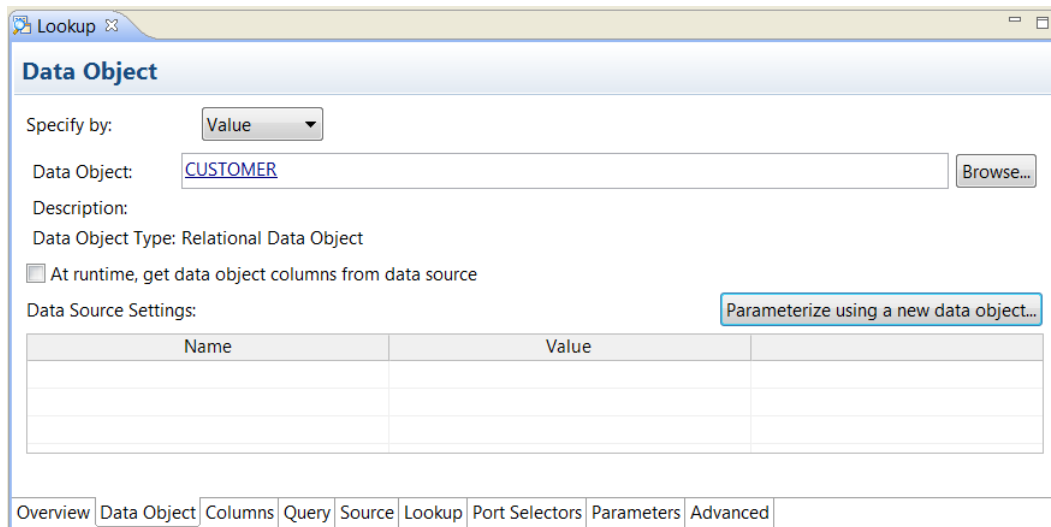 Lookup
Data Object
Specify by: Value
Data Object: CUSTOMER Browse...
Description:
Data Object Type: Relational Data Object
At runtime, get data object columns from data source
Data Source Settings: Parameterize using a new data object...
Name Value
Overview Data Object Columns Query Source Lookup Port Selectors Parameters Advanced